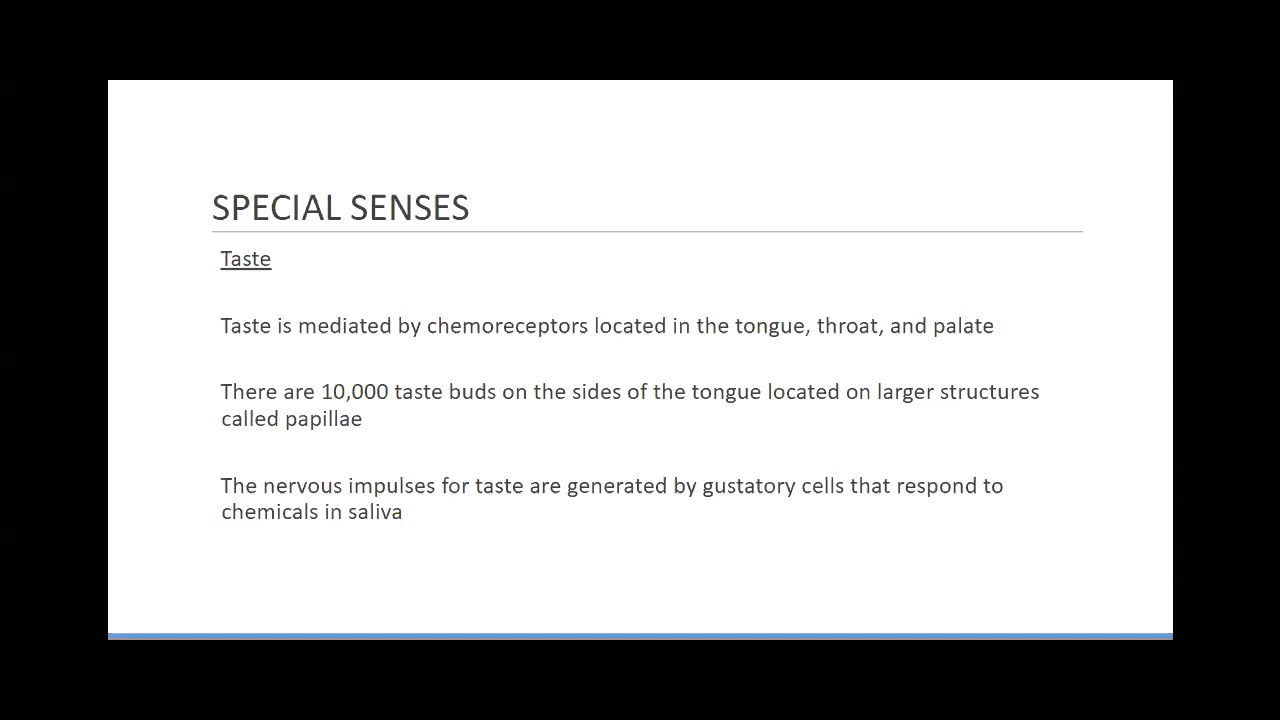 SPECIAL SENSES
Taste
Taste is mediated by chemoreceptors located in the tongue, throat, and palate
There are 10,000 taste buds on the sides of the tongue located on larger structures
called papillae
The nervous impulses for taste are generated by gustatory cells that respond to
chemicals in saliva